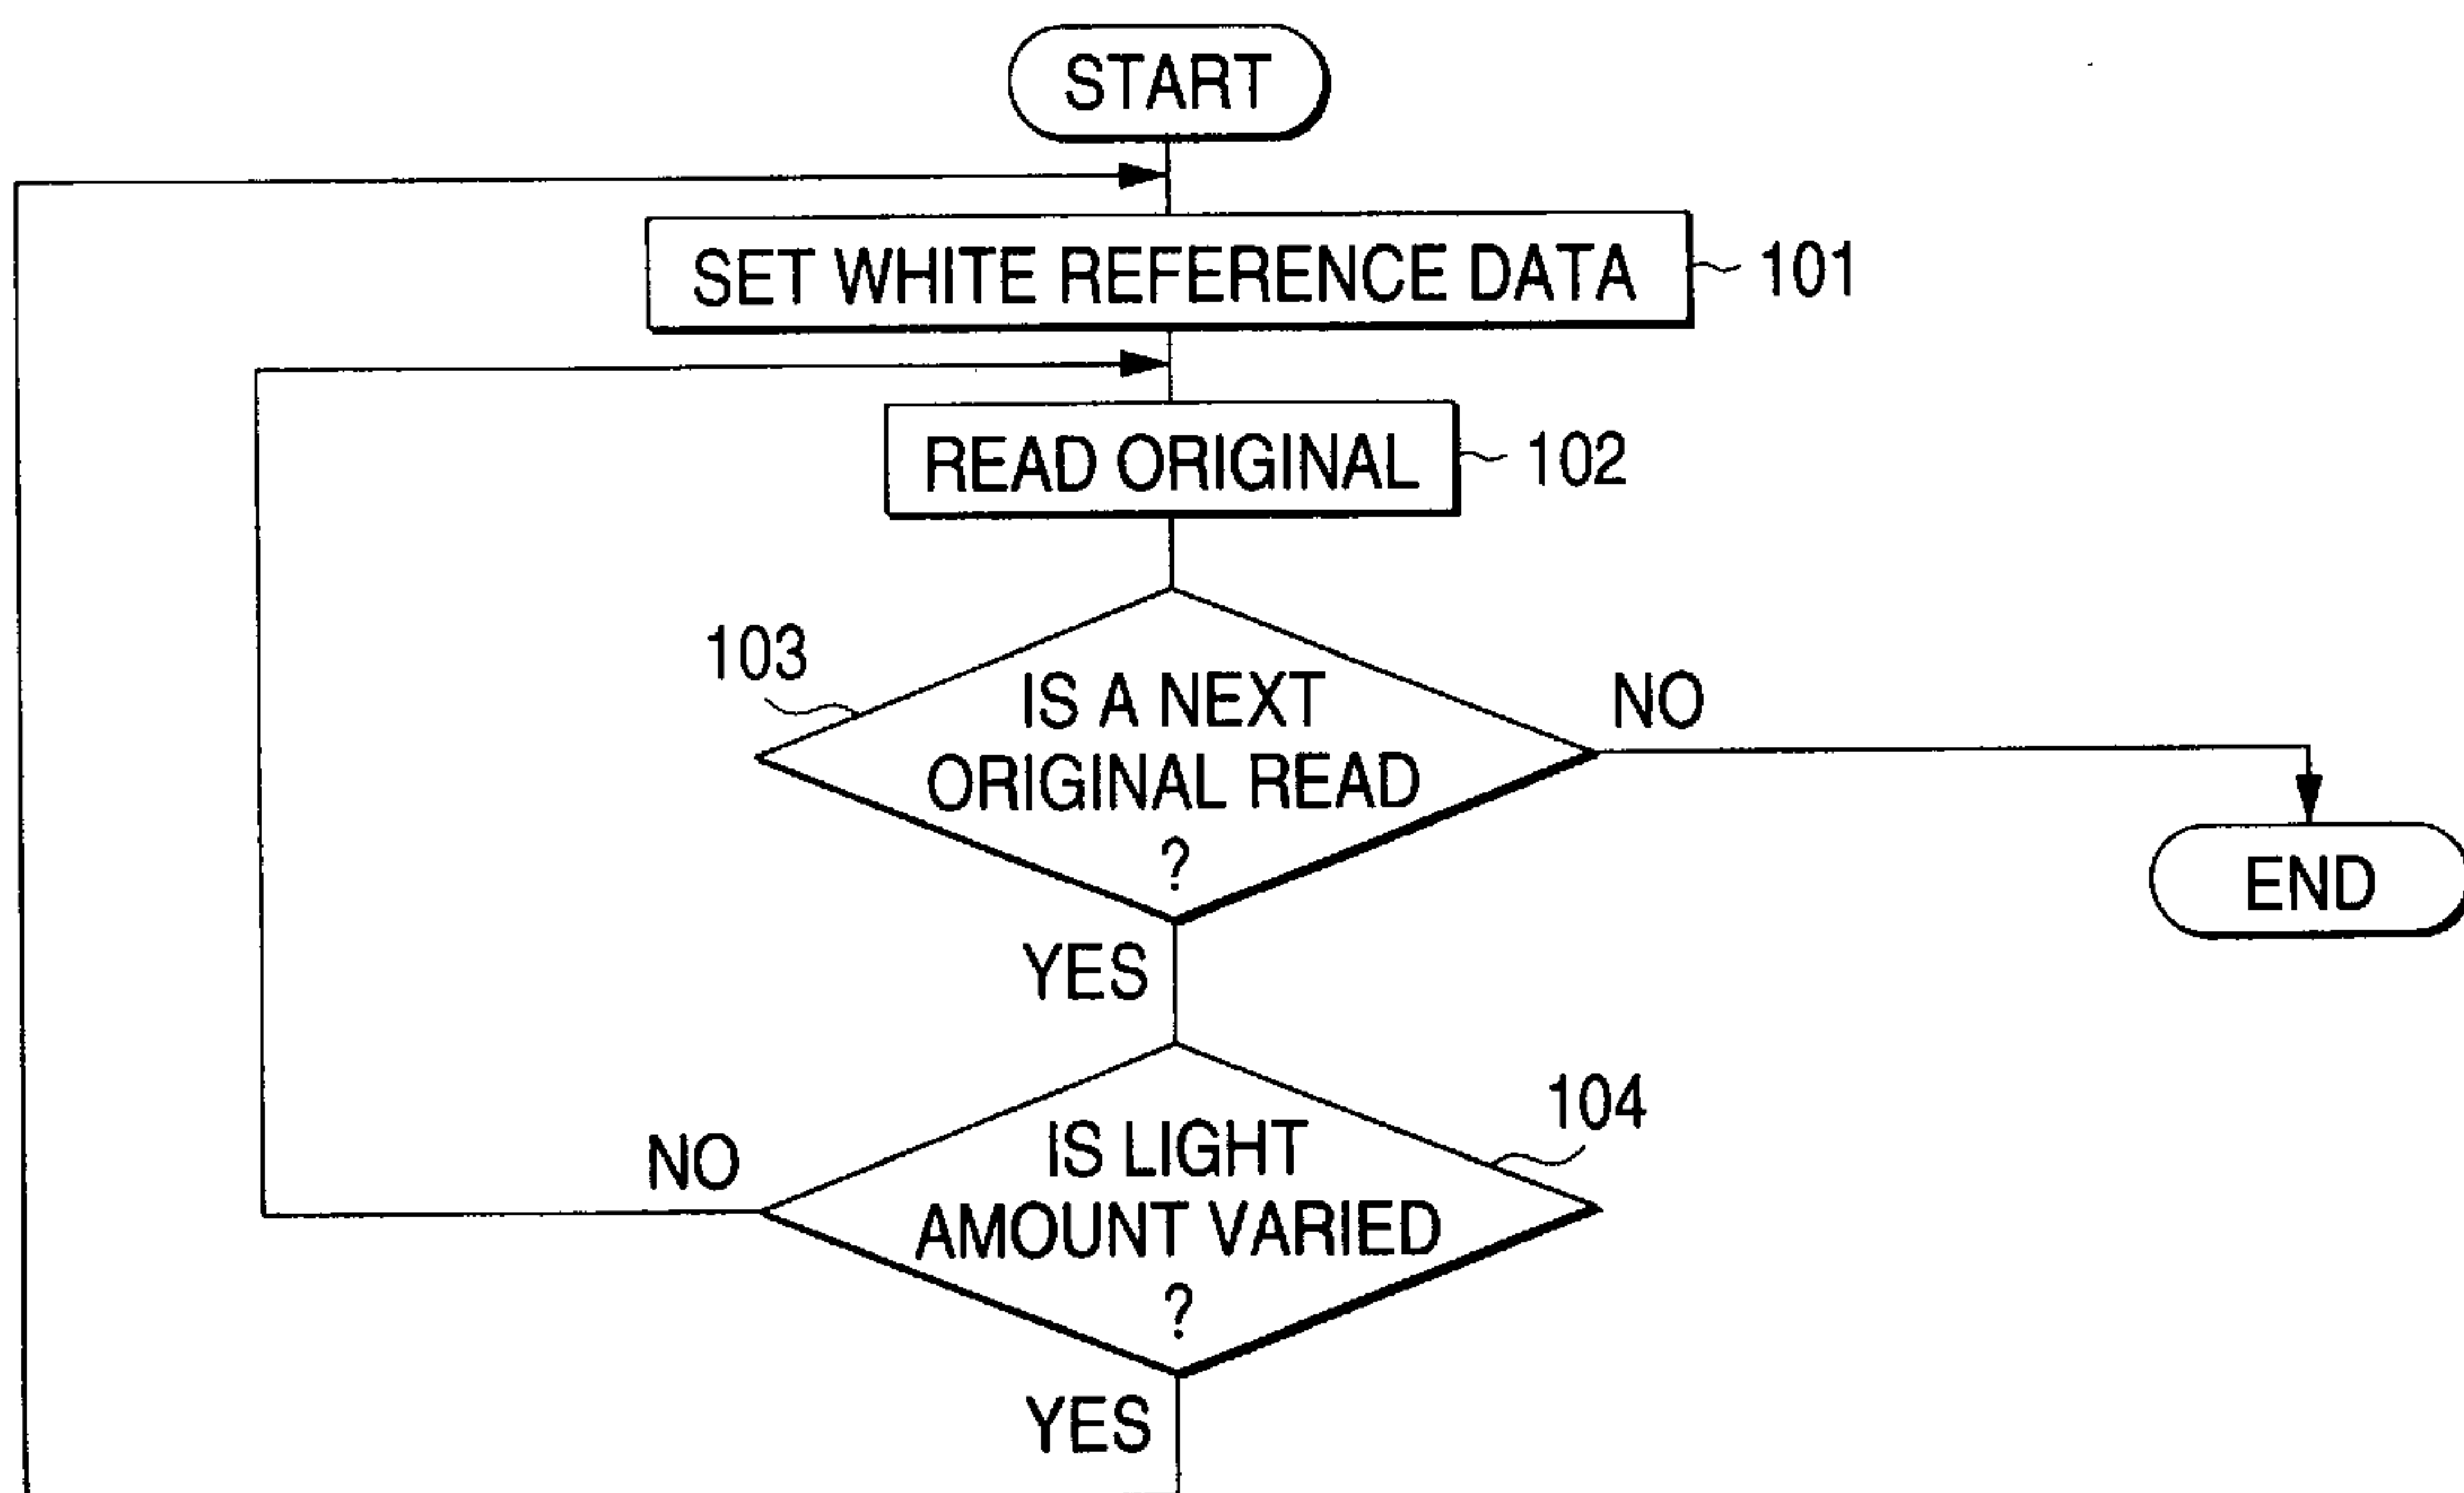 START
SET WHITE REFERENCE DATA
101
READ ORIGINAL
102
103
IS A NEXT
ORIGINAL READ
?
NO
END
YES
104
IS LIGHT
AMOUNT VARIED
?
NO
YES